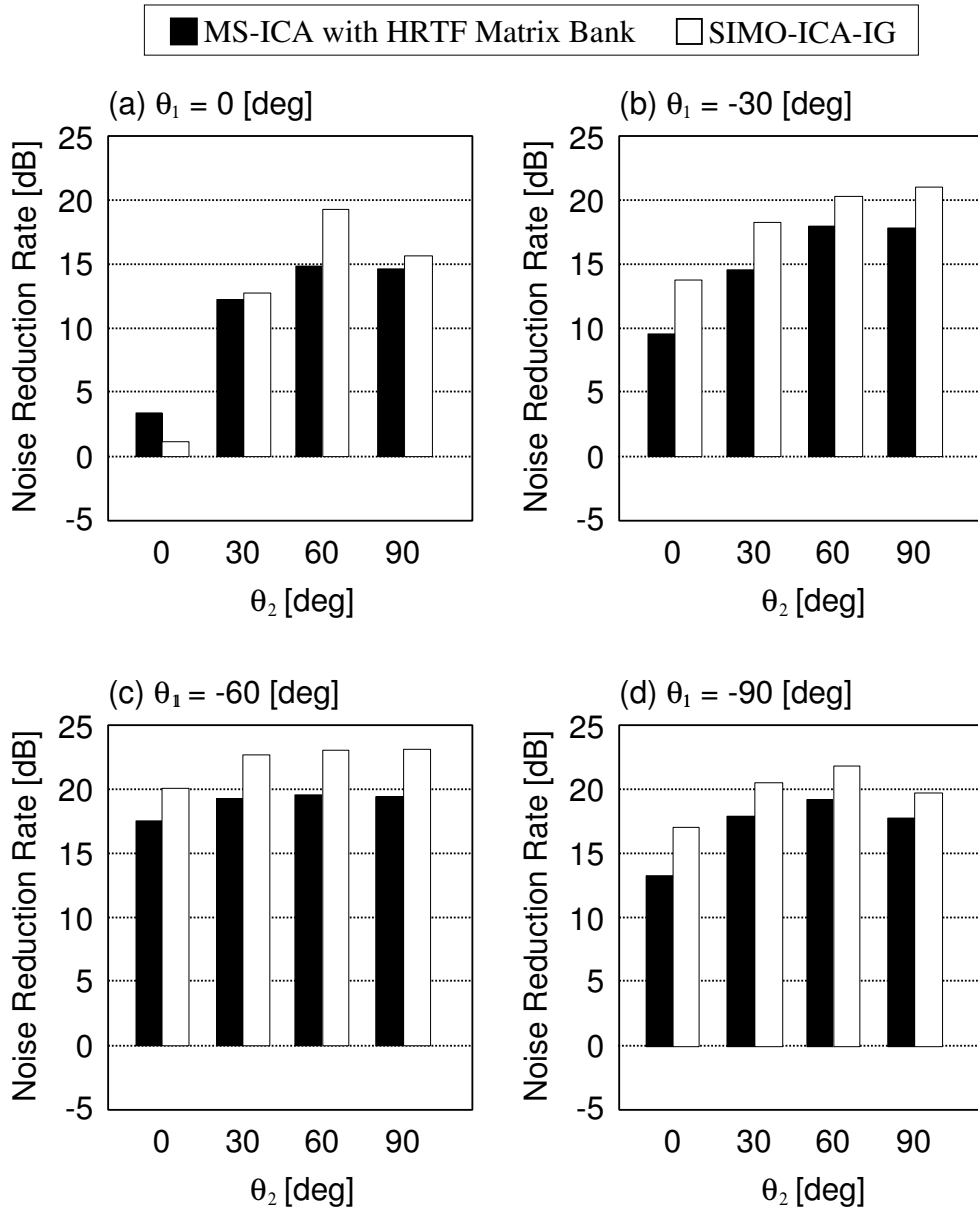 MS-ICA with HRTF Matrix Bank SIMO-ICA-IG
(a) θ1 = 0 [deg]
Noise Reduction Rate [dB]
25
20
15
10
5
0
-5
0 30 60 90
θ2 [deg]
(b) θ1 = -30 [deg]
Noise Reduction Rate [dB]
25
20
15
10
5
0
-5
0 30 60 90
θ2 [deg]
(c) θ1 = -60 [deg]
Noise Reduction Rate [dB]
25
20
15
10
5
0
-5
0 30 60 90
θ2 [deg]
(d) θ1 = -90 [deg]
Noise Reduction Rate [dB]
25
20
15
10
5
0
-5
0 30 60 90
θ2 [deg]